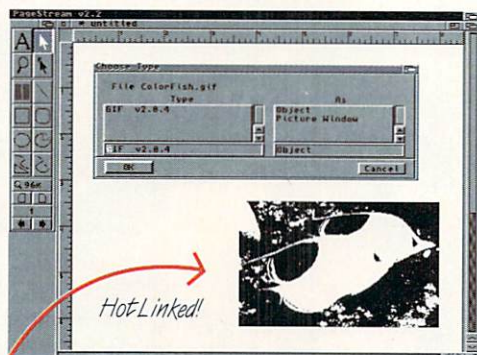 PageStream v2.2
untitled
A
Choose Type
File ColorFish.gif
Type
As
GIF v2.0.4
Object
Picture Window
GIF v2.0.4
Object
OK
Cancel
96%
1
HotLinked!